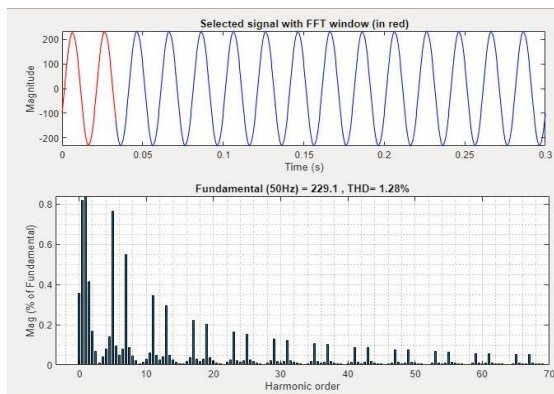 Selected signal with FFT window (in red)
200
100
0
-100
-200
Magnitude
0 0.05 0.1 0.15 0.2 0.25 0.3
Time (s)
Fundamental (50Hz) = 229.1 , THD= 1.28%
0.8
0.6
0.4
0.2
0
Mag (% of Fundamental)
0 10 20 30 40 50 60 70
Harmonic order